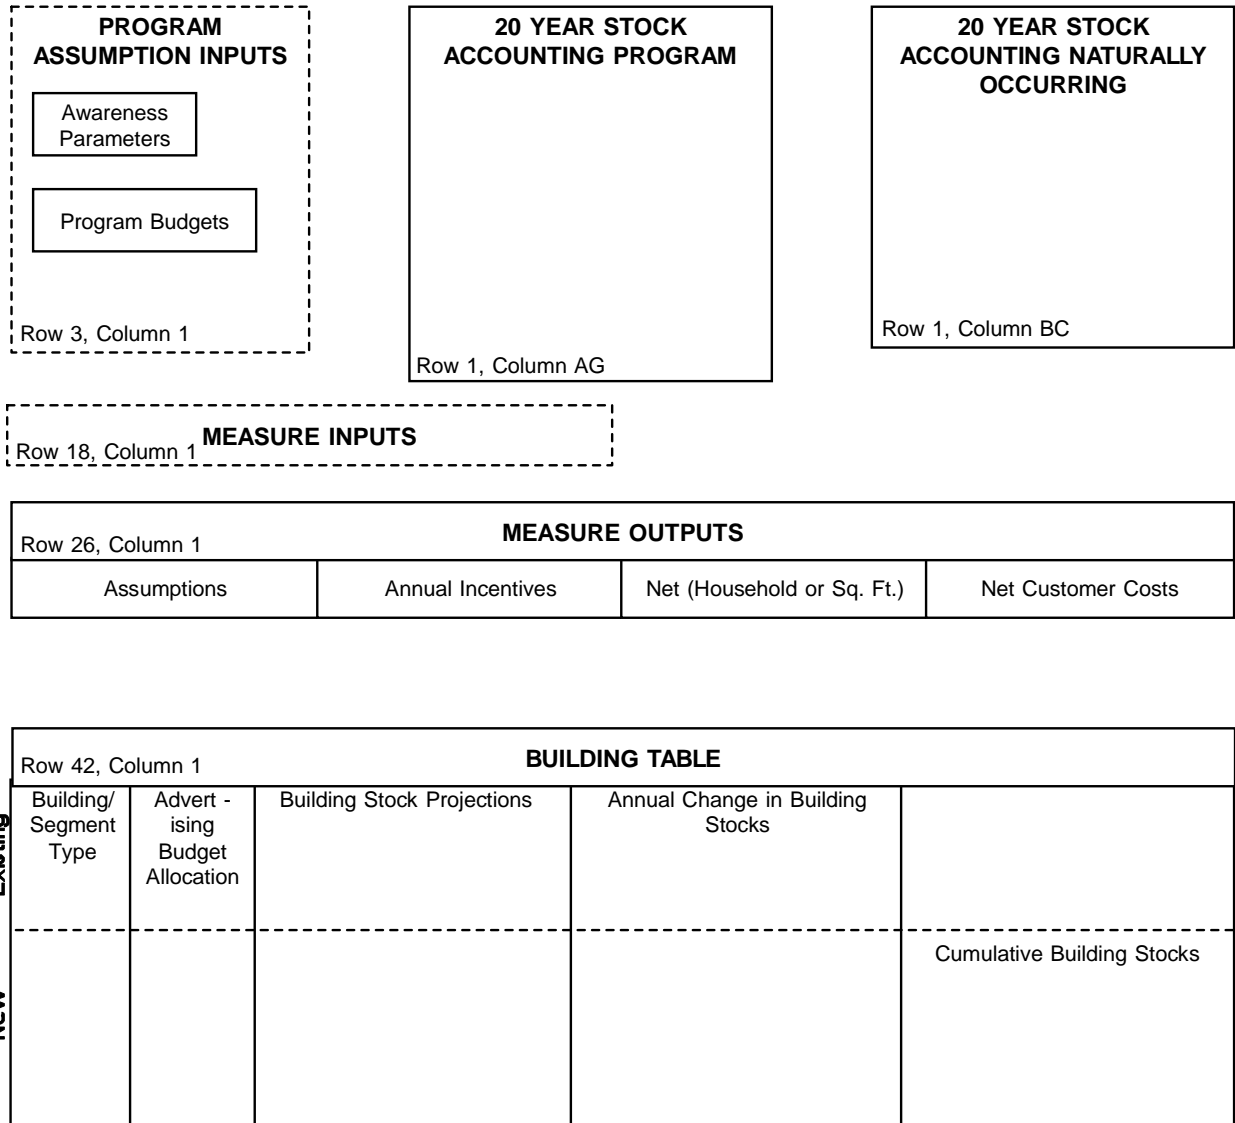 PROGRAM
ASSUMPTION INPUTS
Awareness
Parameters
Program Budgets
Row 3, Column 1
20 YEAR STOCK
ACCOUNTING PROGRAM
Row 1, Column AG
20 YEAR STOCK
ACCOUNTING NATURALLY
OCCURRING
Row 1, Column BC
MEASURE INPUTS
Row 18, Column 1
MEASURE OUTPUTS
Row 26, Column 1
Assumptions
Annual Incentives
Net (Household or Sq. Ft.)
Net Customer Costs
BUILDING TABLE
Row 42, Column 1
Building/
Segment
Type
Advert -
ising
Budget
Allocation
Building Stock Projections
Annual Change in Building
Stocks
Cumulative Building Stocks
Existing
New